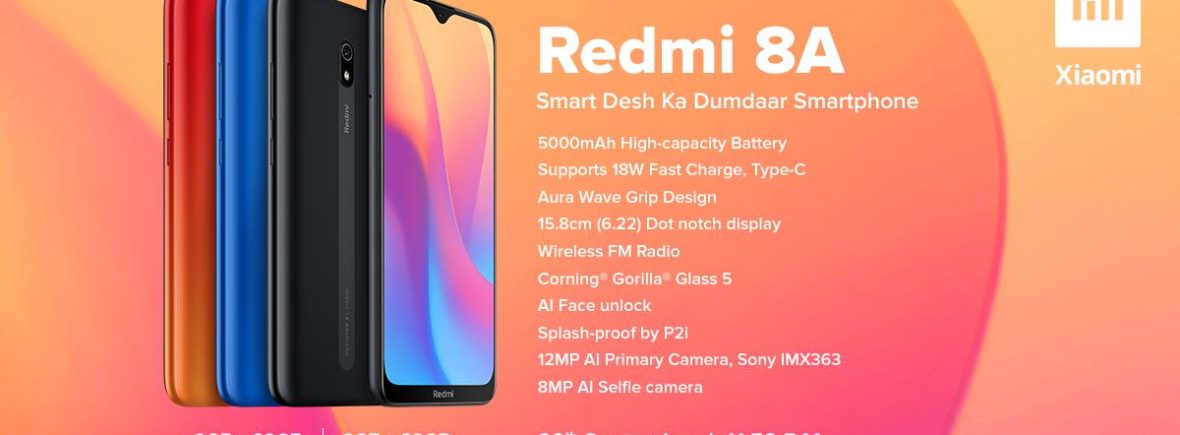 Redmi 8A
Smart Desh Ka Dumdaar Smartphone
Xiaomi
5000mAh High-capacity Battery
Supports 18W Fast Charge, Type-C
Aura Wave Grip Design
15.8cm (6.22) Dot notch display
Wireless FM Radio
Corning® Gorilla® Glass 5
AI Face unlock
Splash-proof by P2i
12MP AI Primary Camera, Sony IMX363
8MP AI Selfie camera
Redmi
Redmi